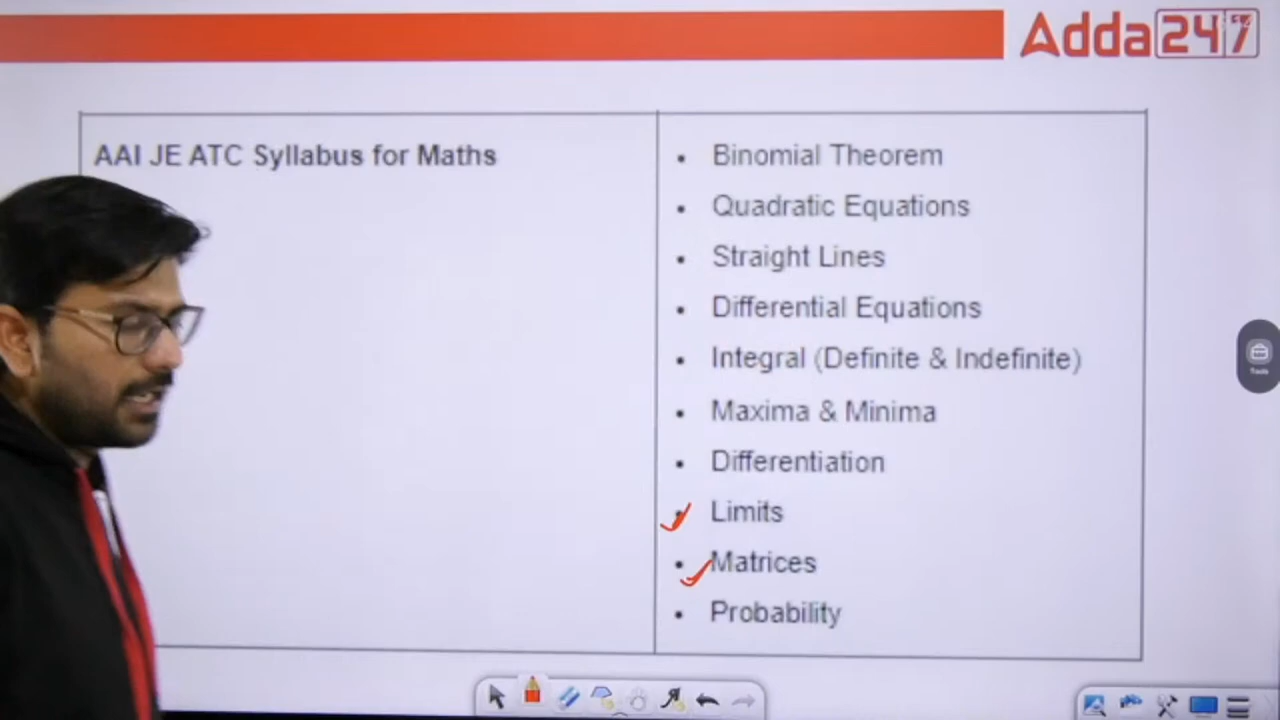 Adda247
AAI JE ATC Syllabus for Maths
• Binomial Theorem
• Quadratic Equations
• Straight Lines
• Differential Equations
• Integral (Definite & Indefinite)
• Maxima & Minima
• Differentiation
• Limits
• Matrices
• Probability
Tools